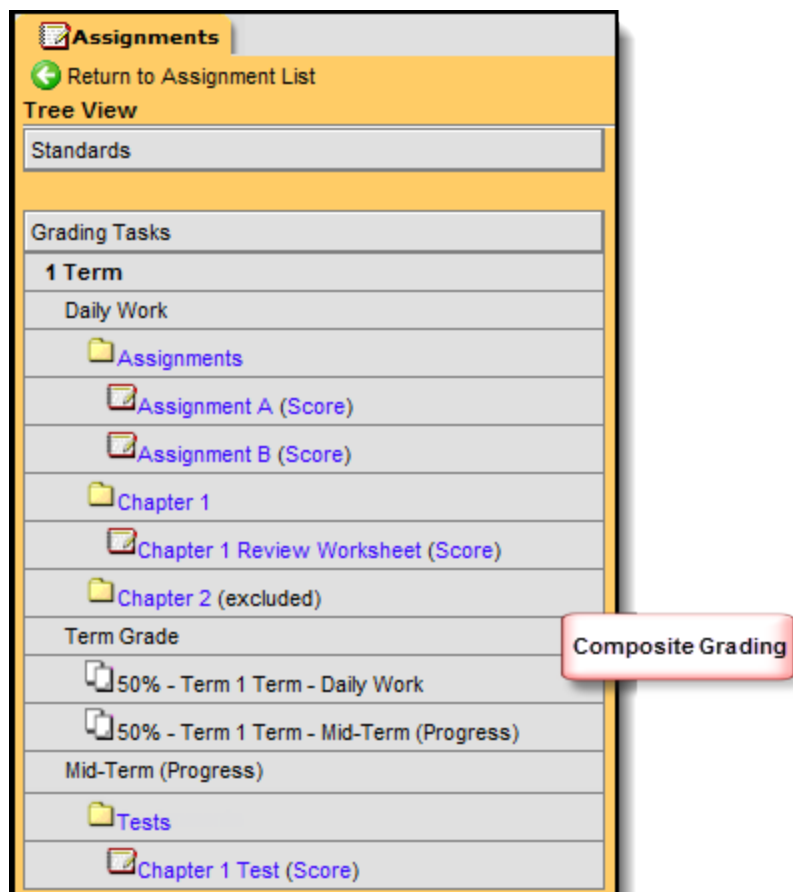 Assignments
Return to Assignment List
Tree View
Standards
Grading Tasks
1 Term
Daily Work
Assignments
Assignment A (Score)
Assignment B (Score)
Chapter 1
Chapter 1 Review Worksheet (Score)
Chapter 2 (excluded)
Term Grade
Composite Grading
50% - Term 1 Term - Daily Work
50% - Term 1 Term - Mid-Term (Progress)
Mid-Term (Progress)
Tests
Chapter 1 Test (Score)